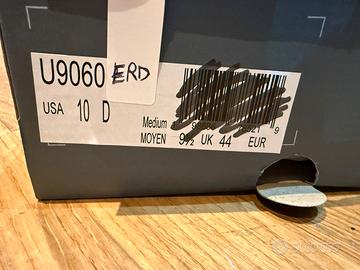 U9060 ERD
USA 10 D
Medium
MOYEN 9½ UK 44 EUR